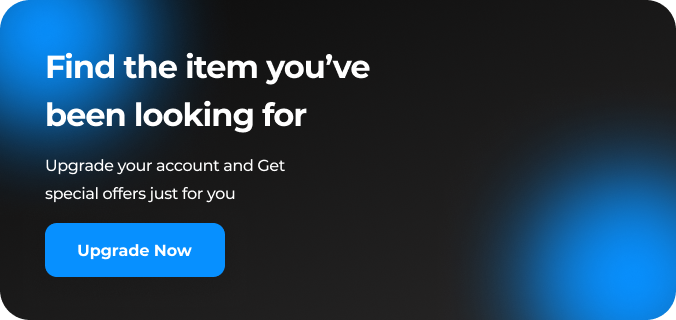 Find the item you’ve
been looking for
Upgrade your account and Get
special offers just for you
Upgrade Now